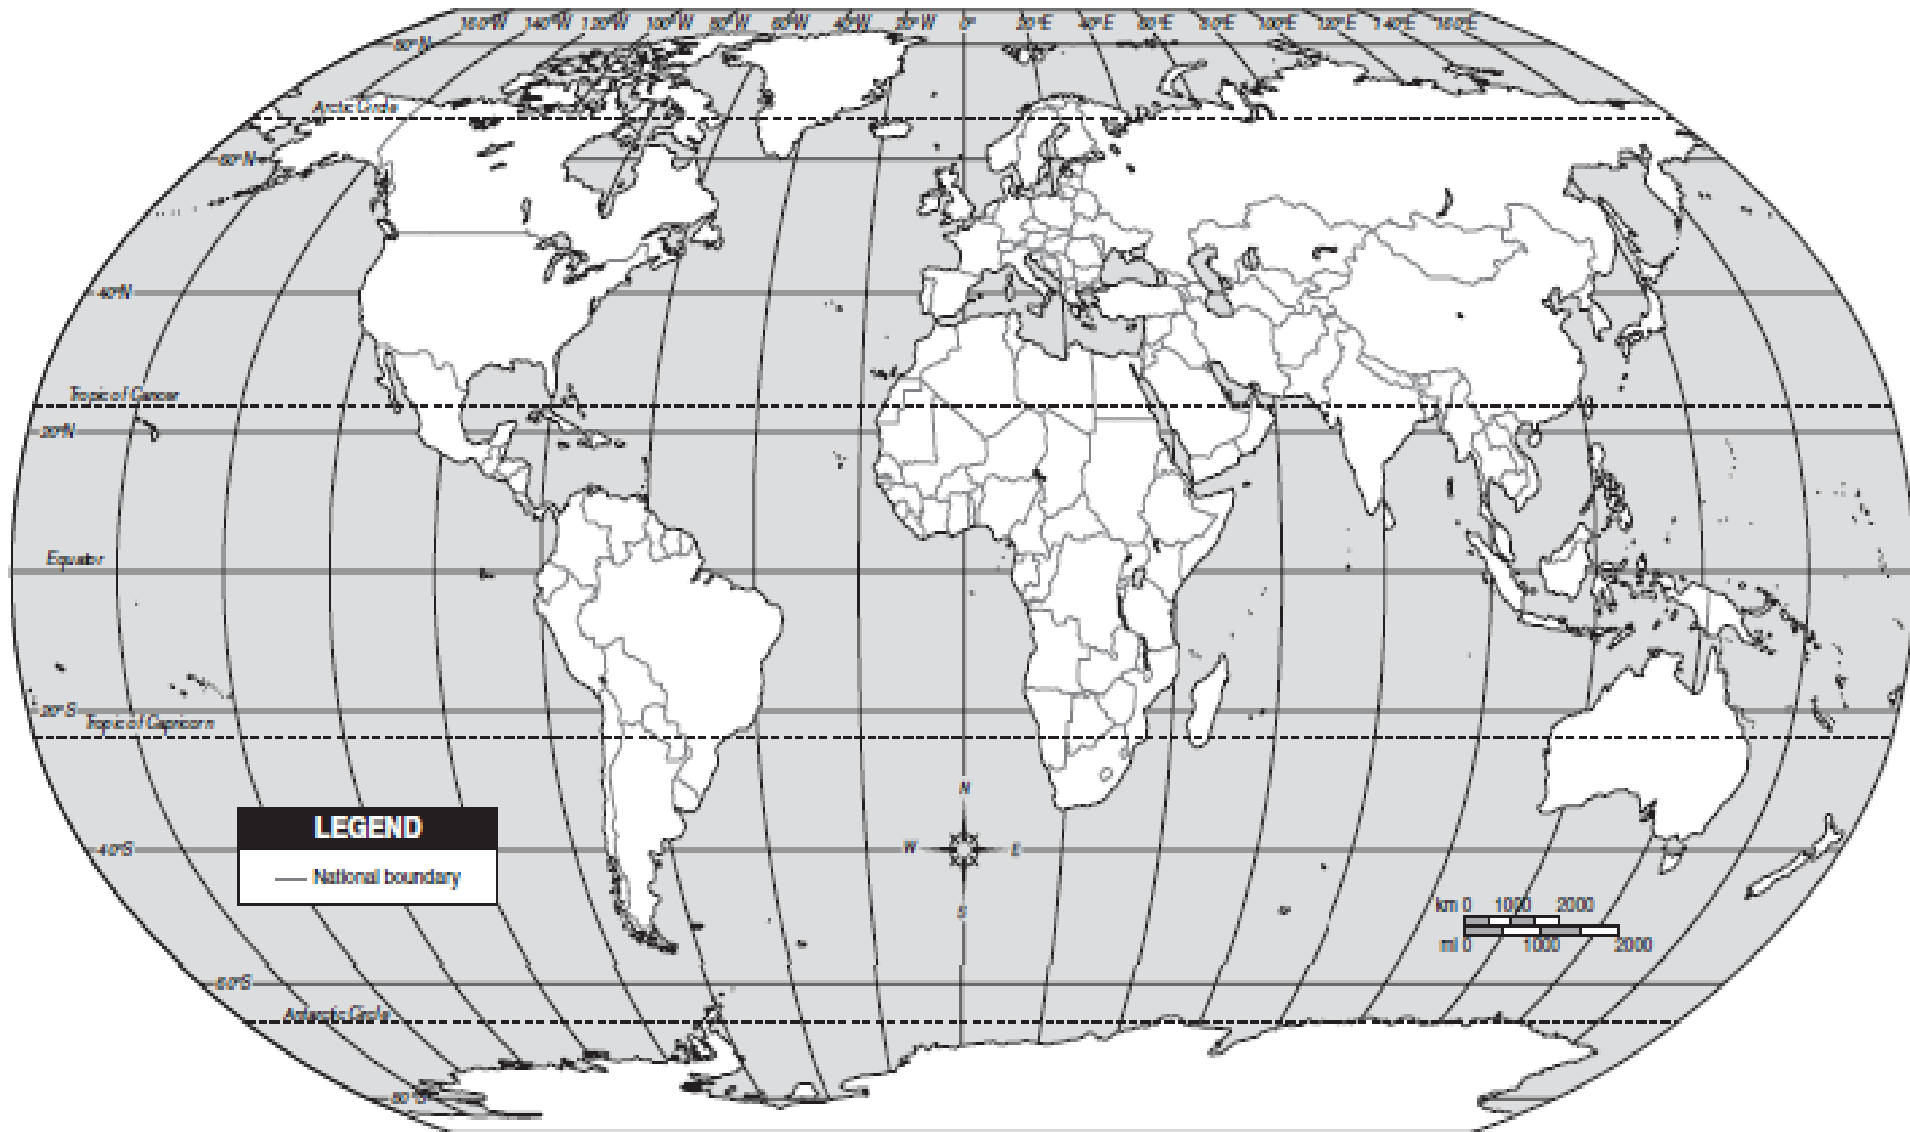 160°W 140°W 120°W 100°W 80°W 60°W 40°W 20°W 0° 20°E 40°E 60°E 80°E 100°E 120°E 140°E 160°E
80°N
Arctic Circle
60°N
40°N
Tropic of Cancer
20°N
Equator
20°S
Tropic of Capricorn
N
W E
S
LEGEND
National boundary
40°S
km 0 1000 2000
mi 0 1000 2000
60°S
Antarctic Circle
80°S